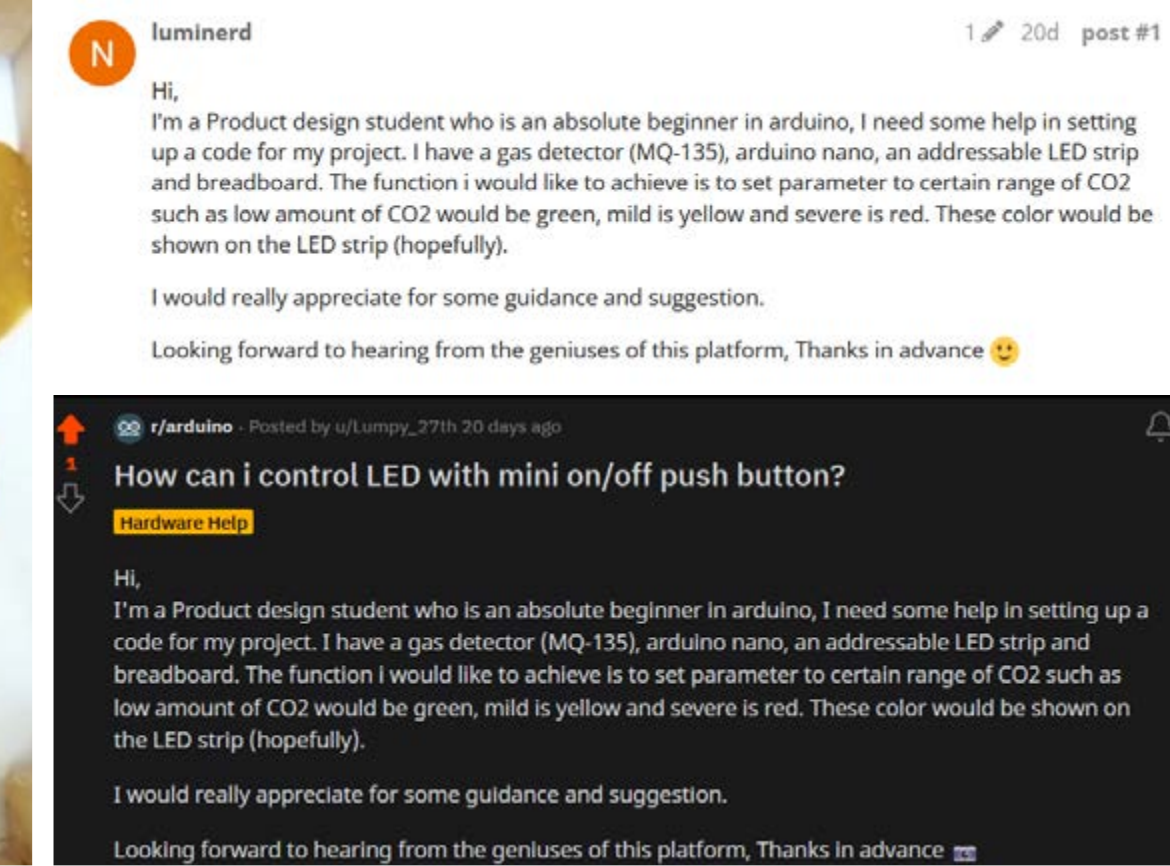 N
luminerd
1 20d post #1
Hi,
I'm a Product design student who is an absolute beginner in arduino, I need some help in setting
up a code for my project. I have a gas detector (MQ-135), arduino nano, an addressable LED strip
and breadboard. The function i would like to achieve is to set parameter to certain range of CO2
such as low amount of CO2 would be green, mild is yellow and severe is red. These color would be
shown on the LED strip (hopefully).
I would really appreciate for some guidance and suggestion.
Looking forward to hearing from the geniuses of this platform, Thanks in advance 🙂
r/arduino · Posted by u/Lumpy_27th 20 days ago
1
How can i control LED with mini on/off push button?
Hardware Help
Hi,
I'm a Product design student who is an absolute beginner in arduino, I need some help in setting up a
code for my project. I have a gas detector (MQ-135), arduino nano, an addressable LED strip and
breadboard. The function i would like to achieve is to set parameter to certain range of CO2 such as
low amount of CO2 would be green, mild is yellow and severe is red. These color would be shown on
the LED strip (hopefully).
I would really appreciate for some guidance and suggestion.
Looking forward to hearing from the geniuses of this platform, Thanks in advance